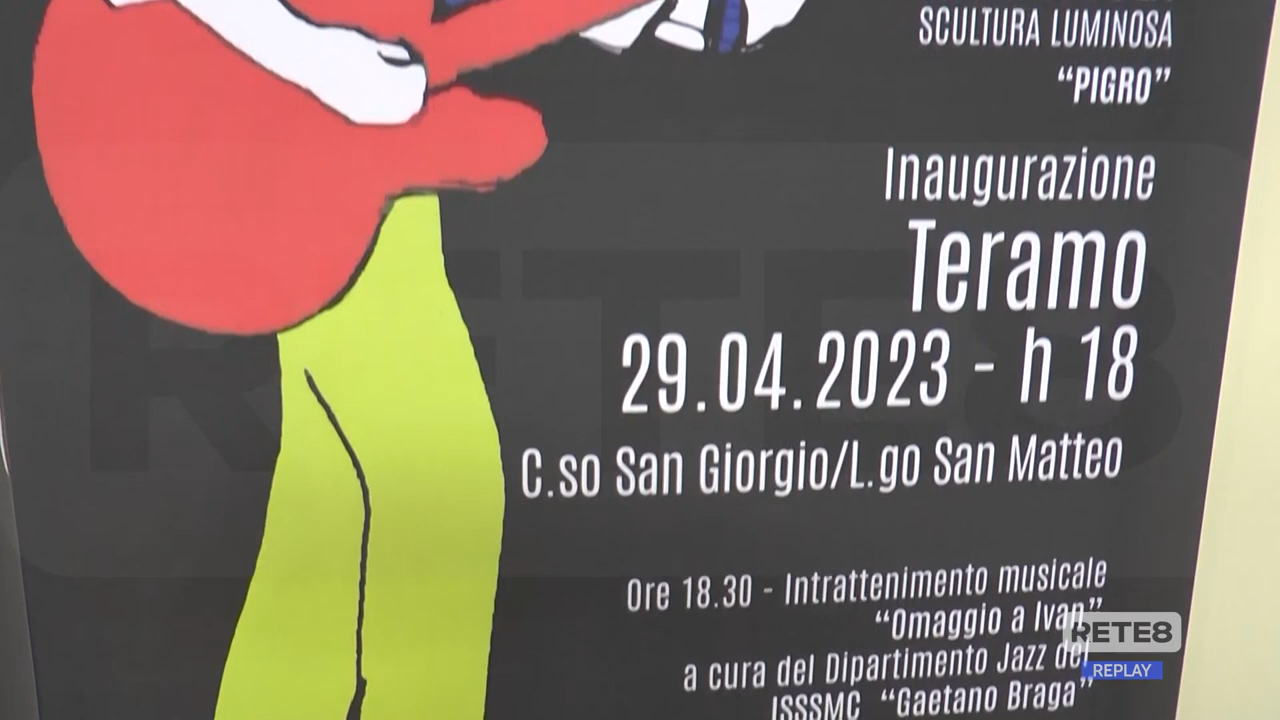 SCULTURA LUMINOSA
“PIGRO”
Inaugurazione
Teramo
29.04.2023 - h 18
C.so San Giorgio/L.go San Matteo
Ore 18.30 - Intrattenimento musicale
“Omaggio a Ivan”
a cura del Dipartimento Jazz del
ISSSMC “Gaetano Braga”
RETE8
REPLAY
RETE8